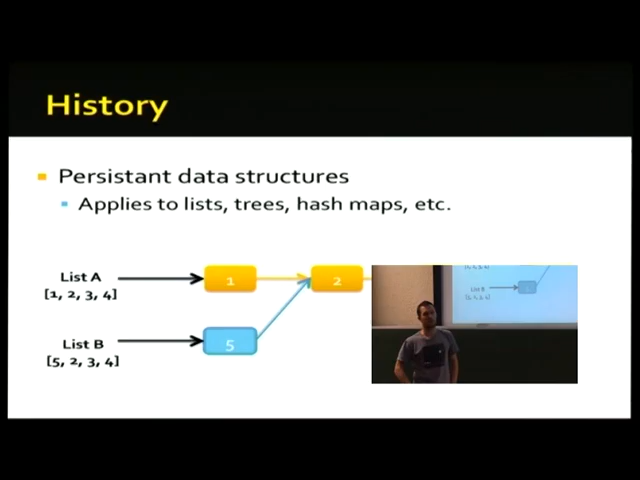 History
Persistant data structures
Applies to lists, trees, hash maps, etc.
List A
[1, 2, 3, 4]
1
2
List B
[5, 2, 3, 4]
5
List B